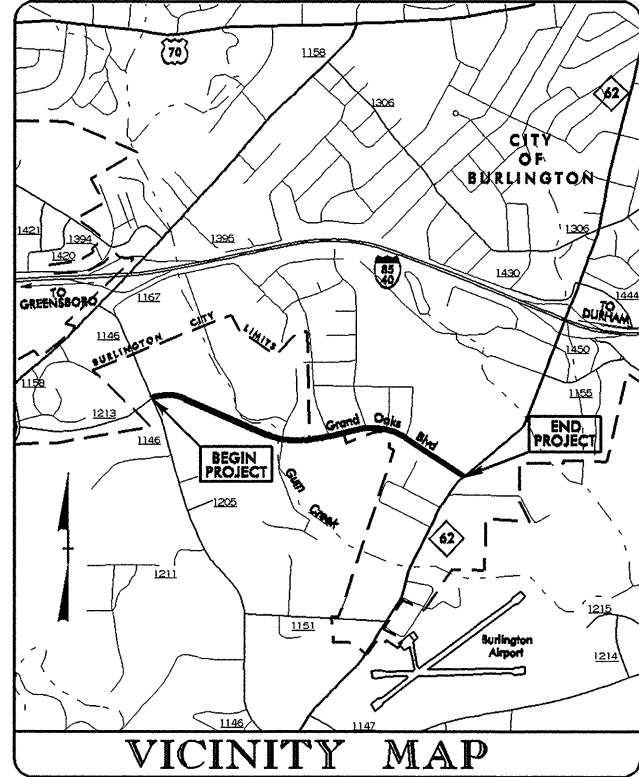 70
1158
1306
62
CITY
OF
BURLINGTON
1421
1394
1420
1395
1306
85
40
1430
1444
TO
GREENSBORO
1167
TO
DURHAM
1146
BURLINGTON CITY LIMITS
1450
1158
1155
1213
1146
Grand Oaks Blvd
END
PROJECT
BEGIN
PROJECT
Gum
Creek
1205
62
1211
1151
1215
Burlington
Airport
1214
1146
1147
VICINITY MAP